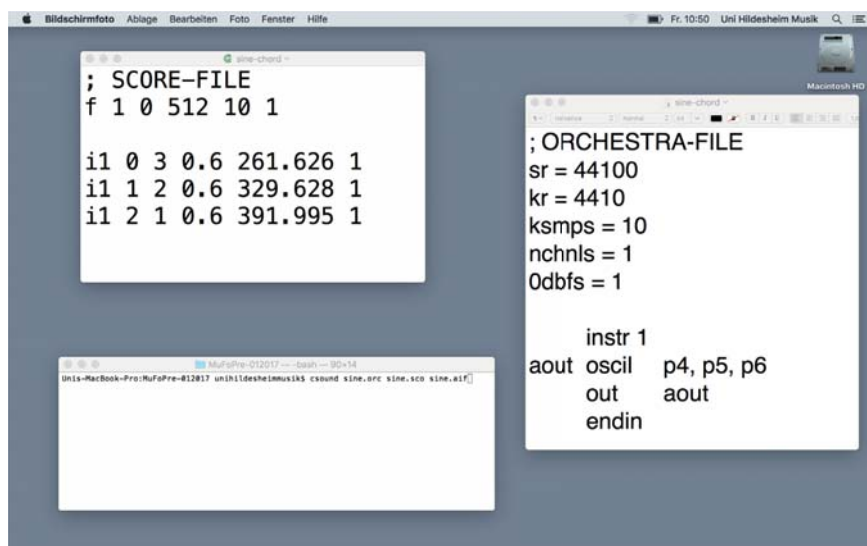 Bildschirmfoto Ablage Bearbeiten Foto Fenster Hilfe Fr. 10:50 Uni Hildesheim Musik
Macintosh HD
sine-chord
; SCORE-FILE
f 1 0 512 10 1
i1 0 3 0.6 261.626 1
i1 1 2 0.6 329.628 1
i1 2 1 0.6 391.995 1
sine-chord
; ORCHESTRA-FILE
sr = 44100
kr = 4410
ksmps = 10
nchnls = 1
0dbfs = 1
instr 1
aout oscil p4, p5, p6
out aout
endin
MuFoPre-012017 — -bash — 90×14
Unis-MacBook-Pro:MuFoPre-012017 unihildesheimmusik$ csound sine.orc sine.sco sine.aif